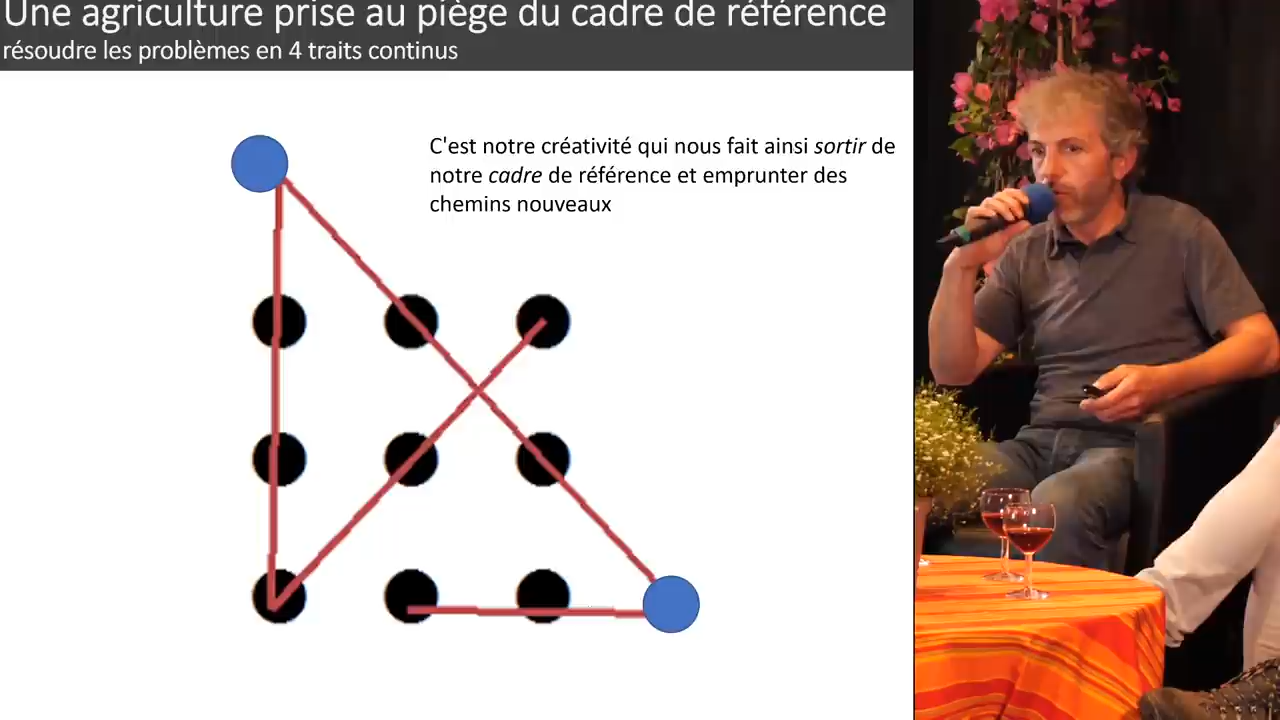 Une agriculture prise au piège du cadre de référence
résoudre les problèmes en 4 traits continus
C'est notre créativité qui nous fait ainsi sortir de
notre cadre de référence et emprunter des
chemins nouveaux